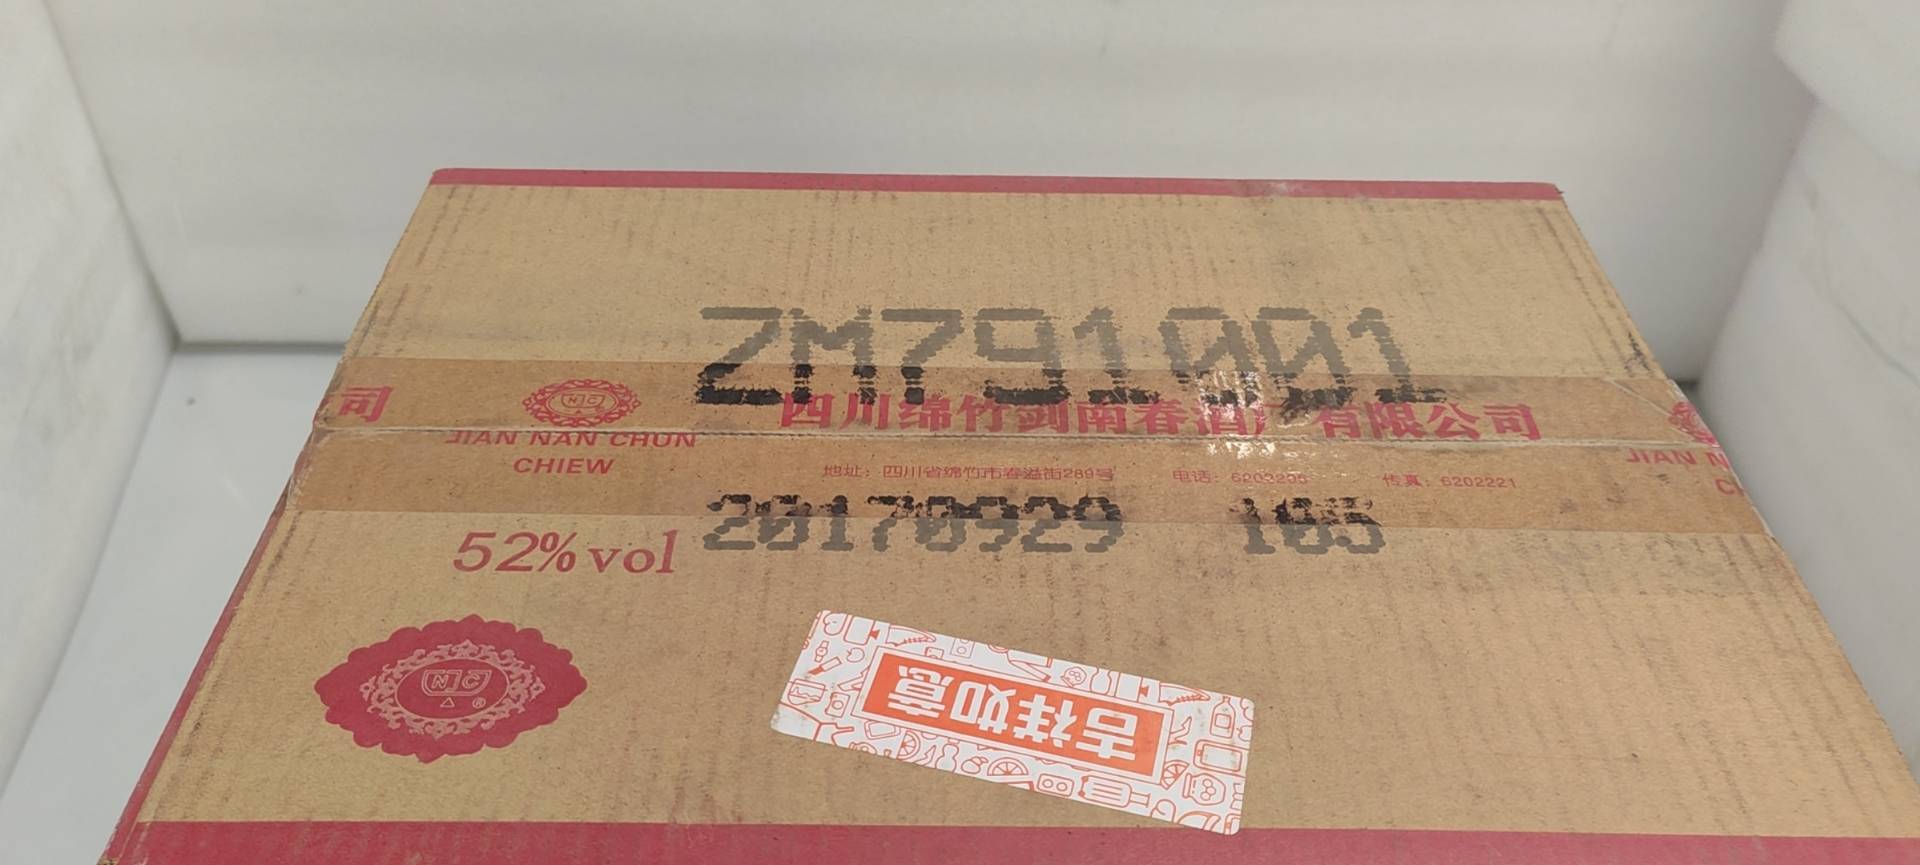 ZM791001
司
四川绵竹剑南春酒厂有限公司
JIAN NAN CHUN
CHIEW
地址：四川省绵竹市春溢街289号
电话：
传真：6202221
JIAN N
20170929 105
52% vol
NC
®
吉祥如意